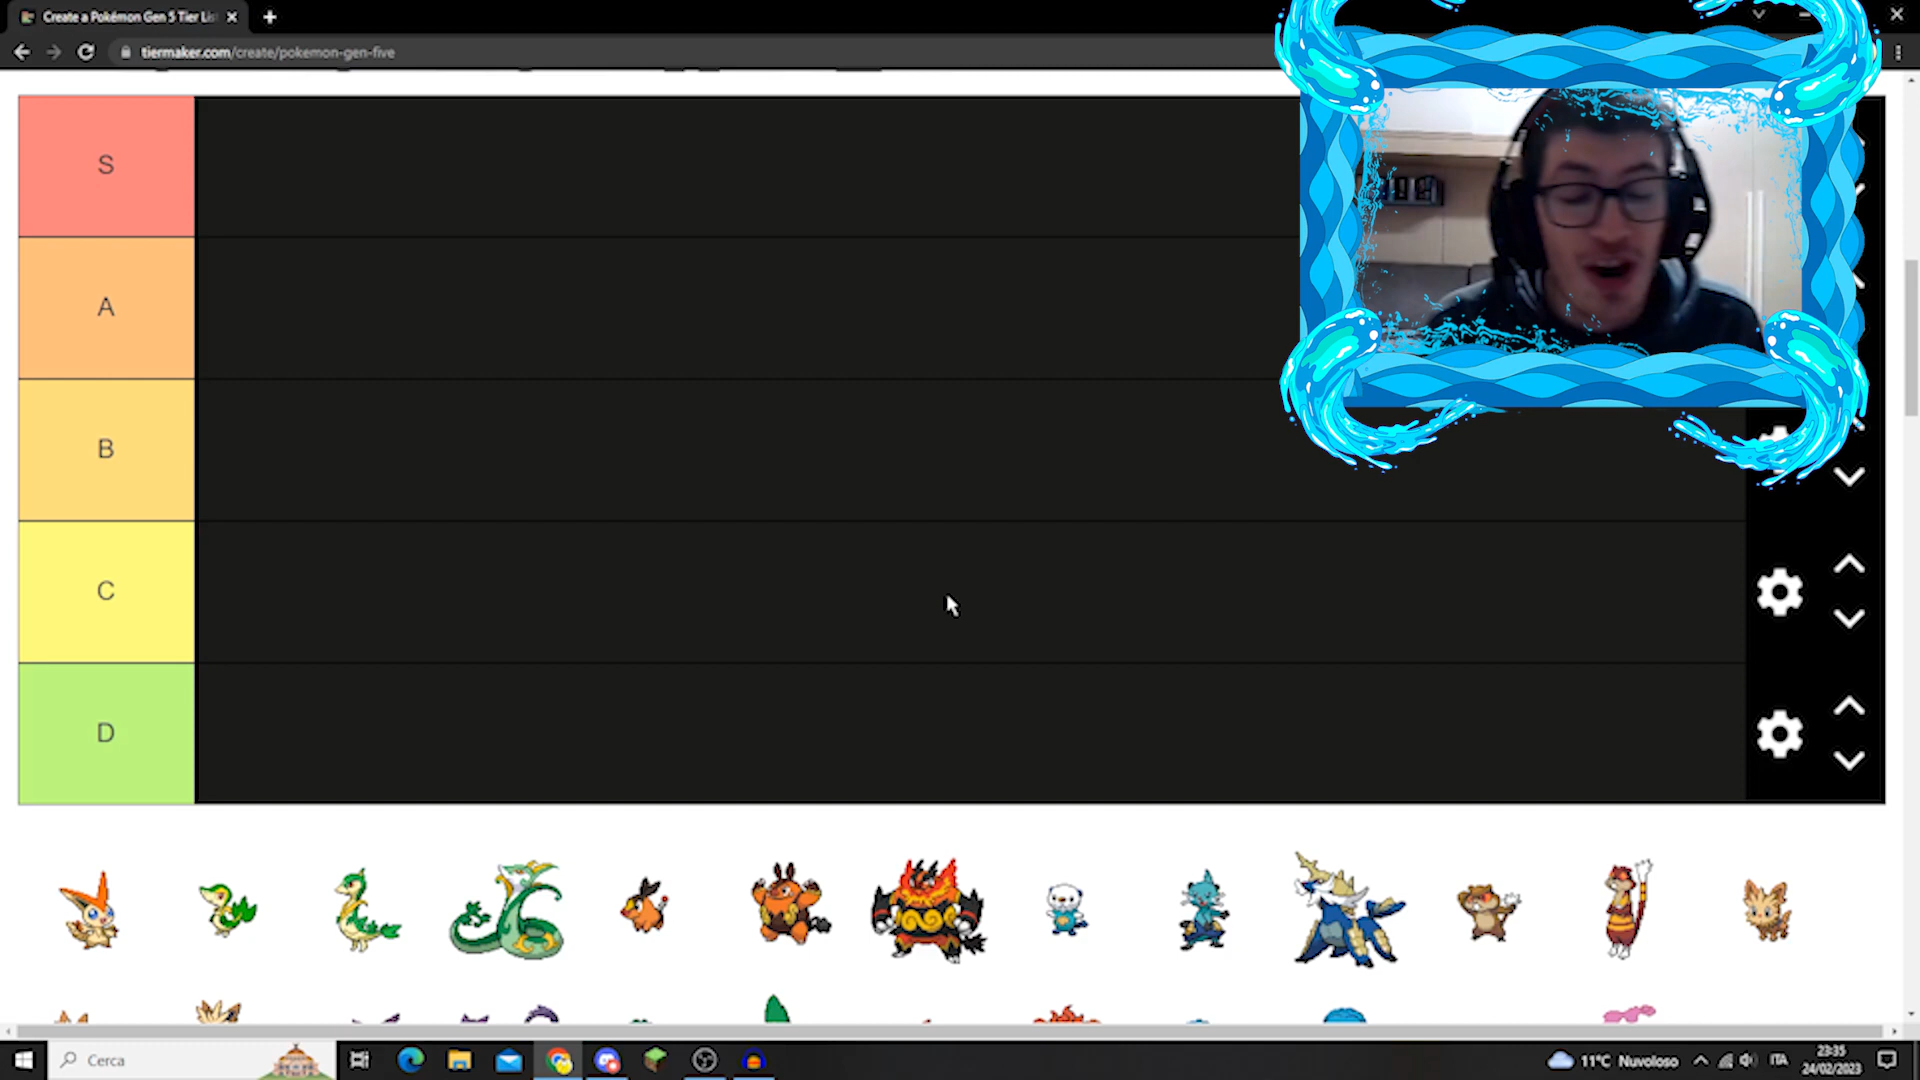 Create a Pokémon Gen 5 Tier Lis
tiermaker.com/create/pokemon-gen-five
S
A
B
C
D
Cerca
11°C Nuvoloso
ITA
23:35
24/02/2023